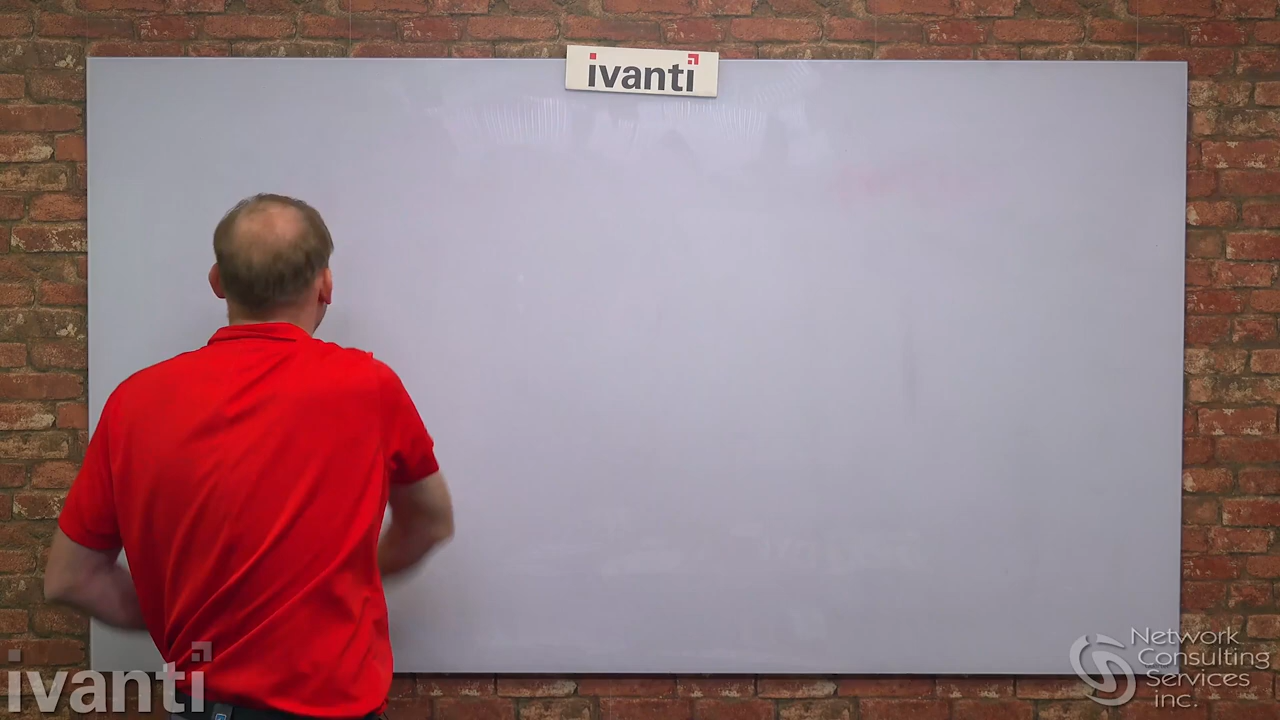 ivanti
ivanti
Network
Consulting
Services
inc.